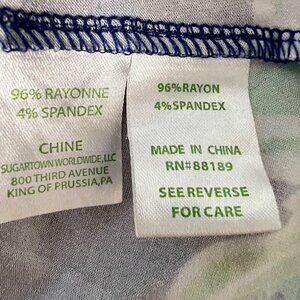 96% RAYONNE
4% SPANDEX
CHINE
SUGARTOWN WORLDWIDE, LLC
800 THIRD AVENUE
KING OF PRUSSIA, PA
96% RAYON
4% SPANDEX
MADE IN CHINA
RN#88189
SEE REVERSE
FOR CARE